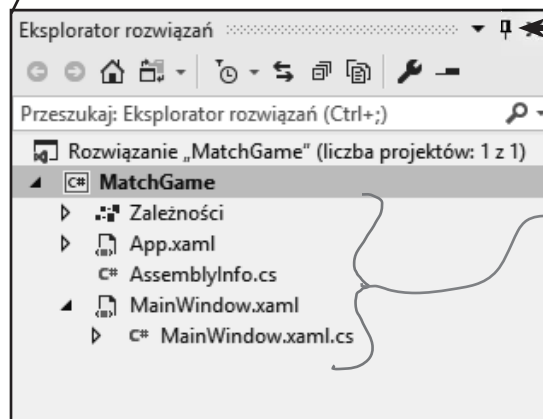 Eksplorator rozwiązań
Przeszukaj: Eksplorator rozwiązań (Ctrl+;)
Rozwiązanie „MatchGame” (liczba projektów: 1 z 1)
C# MatchGame
Zależności
App.xaml
C# AssemblyInfo.cs
MainWindow.xaml
C# MainWindow.xaml.cs